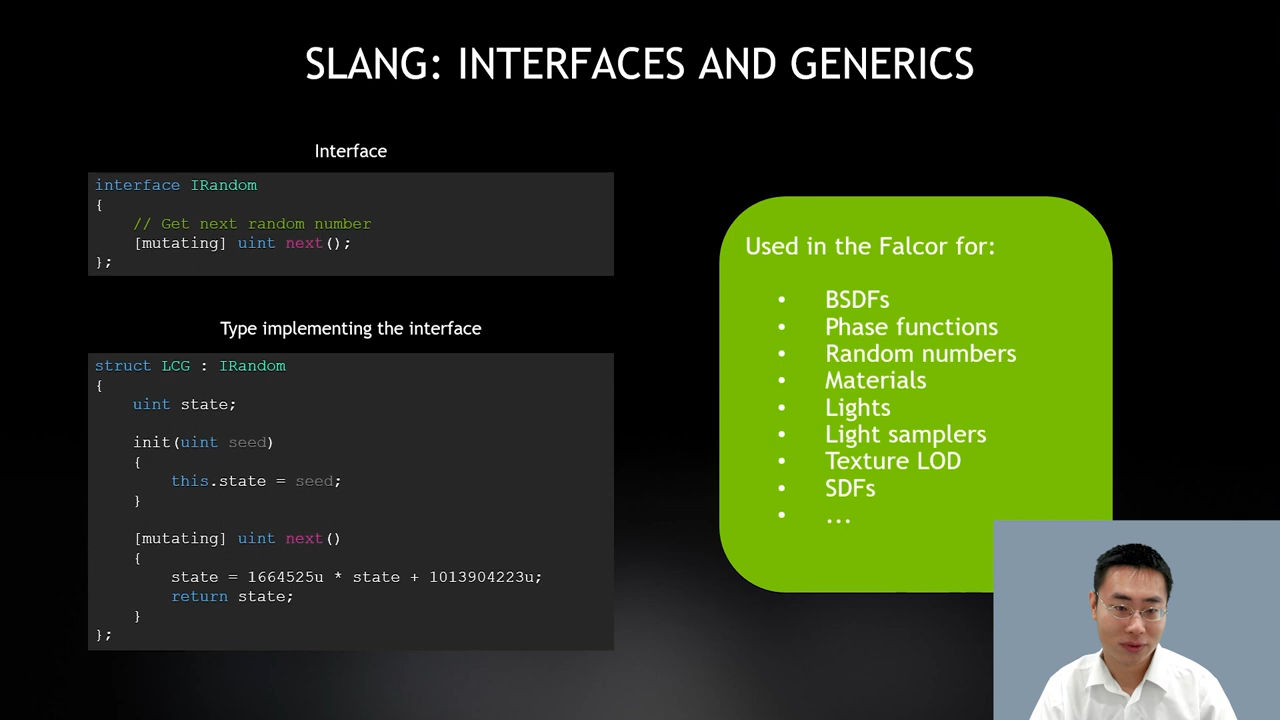 SLANG: INTERFACES AND GENERICS
Interface
interface IRandom
{
    // Get next random number
    [mutating] uint next();
};
Type implementing the interface
struct LCG : IRandom
{
    uint state;
    init(uint seed)
    {
        this.state = seed;
    }
    [mutating] uint next()
    {
        state = 1664525u * state + 1013904223u;
        return state;
    }
};
Used in the Falcor for:
• BSDFs
• Phase functions
• Random numbers
• Materials
• Lights
• Light samplers
• Texture LOD
• SDFs
• ...